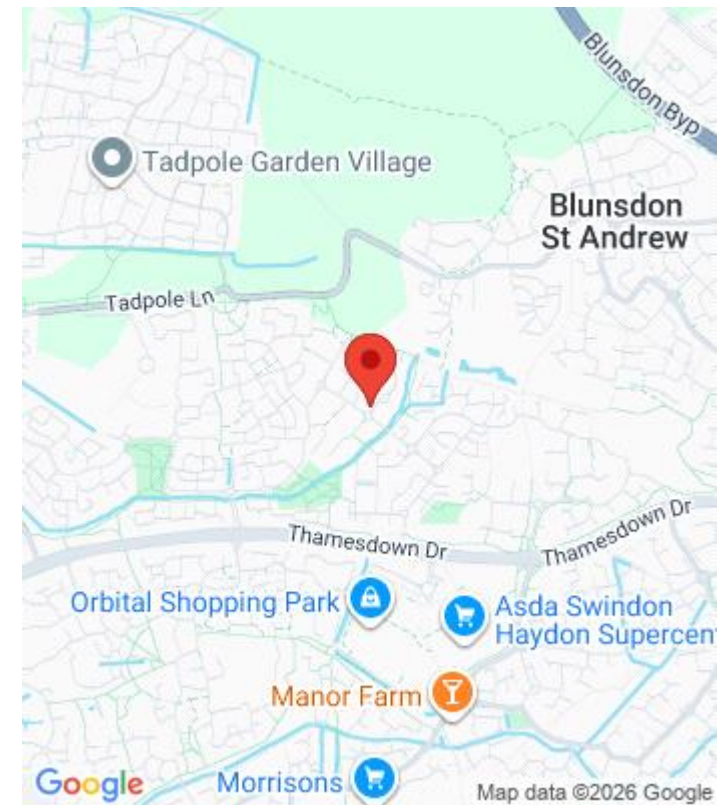 Blunsdon Byp
Tadpole Garden Village
Blunsdon
St Andrew
Tadpole Ln
Thamesdown Dr
Thamesdown Dr
Orbital Shopping Park
Asda Swindon
Haydon Supercent
Manor Farm
Morrisons
Google
Map data ©2026 Google